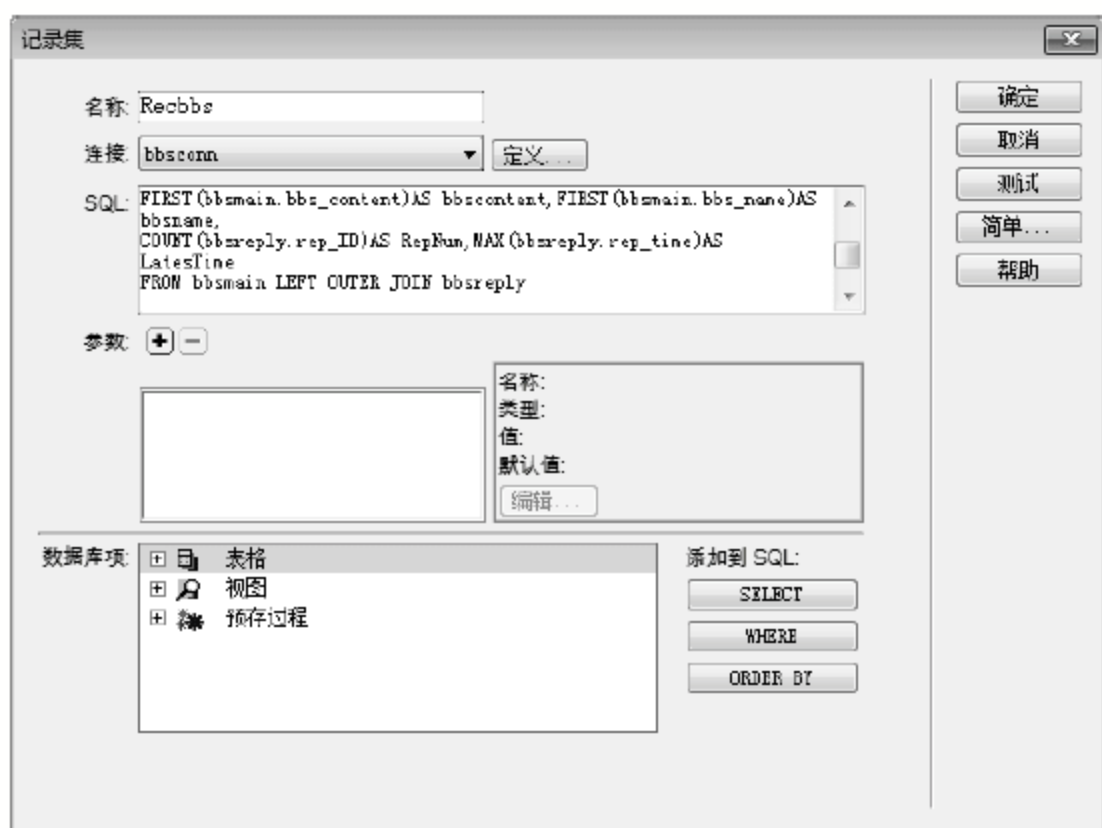 记录集
名称: Recbbs
连接: bbsconn 定义...
SQL: FIRST(bbsmain.bbs_content)AS bbscontent,FIRST(bbsmain.bbs_name)AS
bbsname,
COUNT(bbsreply.rep_ID)AS RepNum,MAX(bbsreply.rep_time)AS
LatesTime
FROM bbsmain LEFT OUTER JOIN bbsreply
参数:
名称:
类型:
值:
默认值:
编辑...
数据库项: 表格
视图
预存过程
添加到 SQL:
SELECT
WHERE
ORDER BY
确定
取消
测试
简单...
帮助